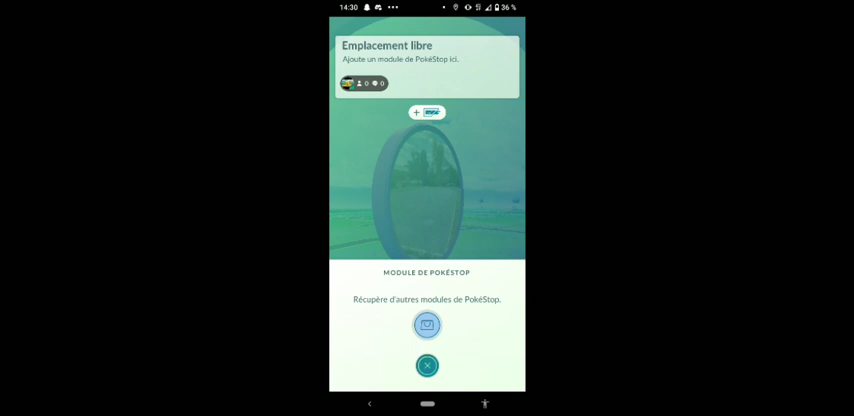 14:30 36 %
Emplacement libre
Ajoute un module de PokéStop ici.
0 0
+
MODULE DE POKÉSTOP
Récupère d'autres modules de PokéStop.